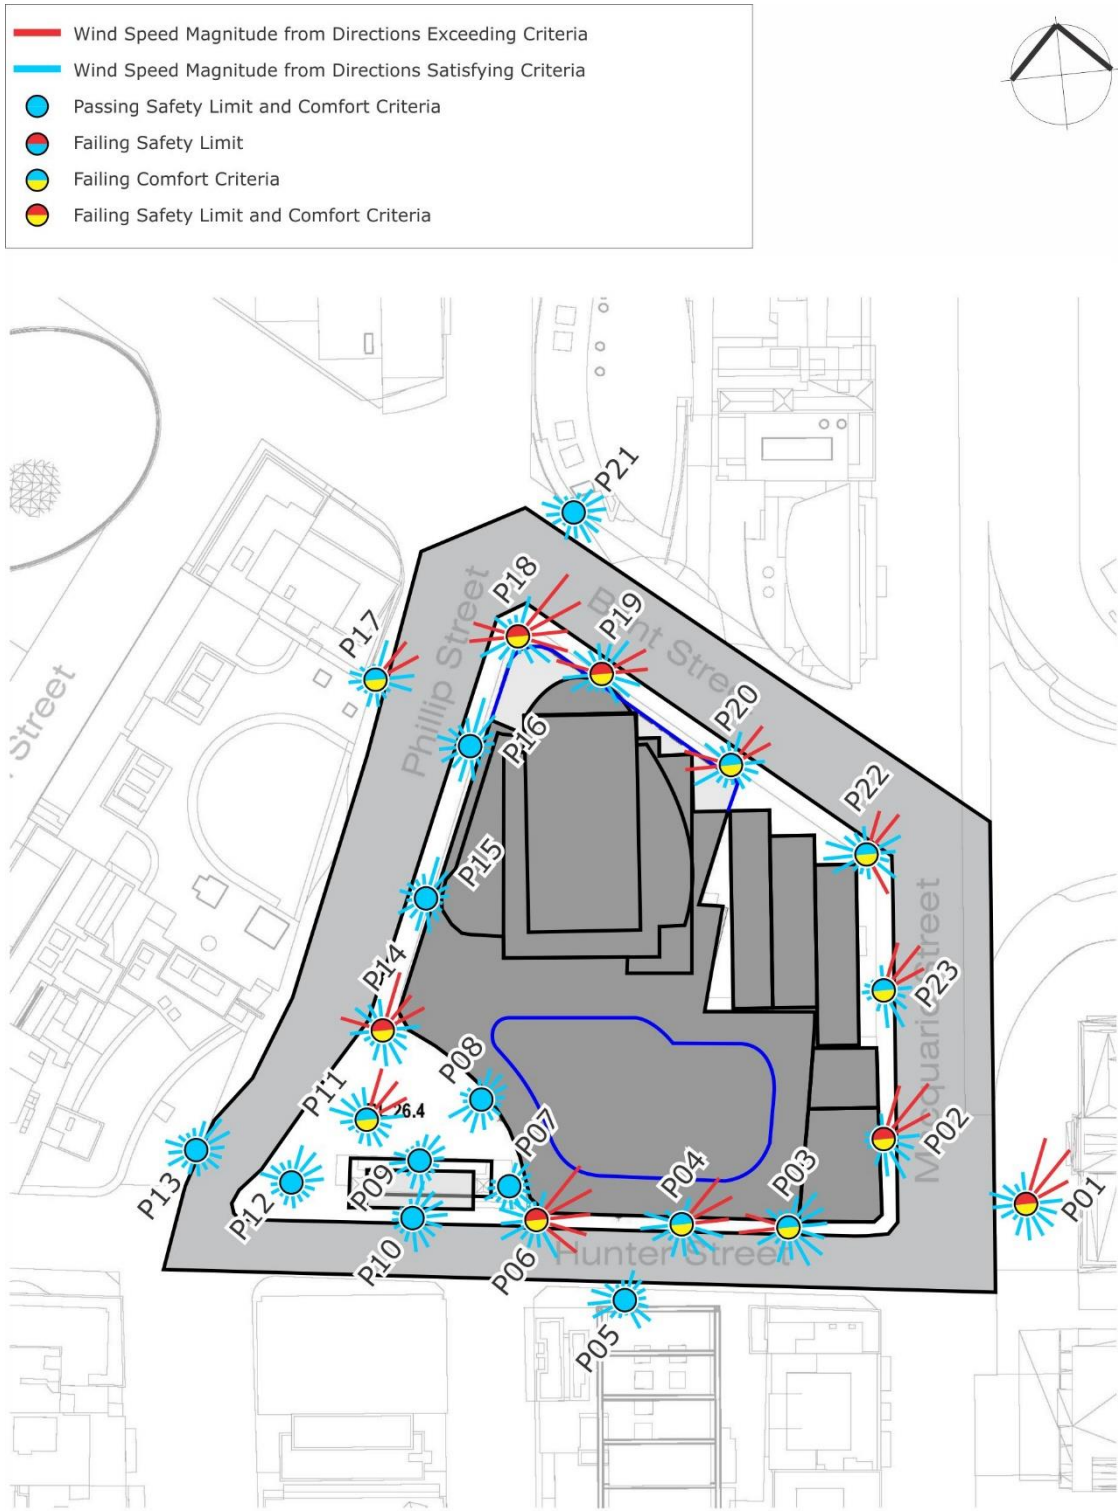 Wind Speed Magnitude from Directions Exceeding Criteria
Wind Speed Magnitude from Directions Satisfying Criteria
Passing Safety Limit and Comfort Criteria
Failing Safety Limit
Failing Comfort Criteria
Failing Safety Limit and Comfort Criteria
P21
P18
Bent Street
P19
P17
Phillip Street
Street
P20
P16
P22
P15
P14
P23
Macquarie Street
P08
P11
26.4
P07
P02
P04
P03
P13
P09
P12
P01
P10
P06
Hunter Street
P05